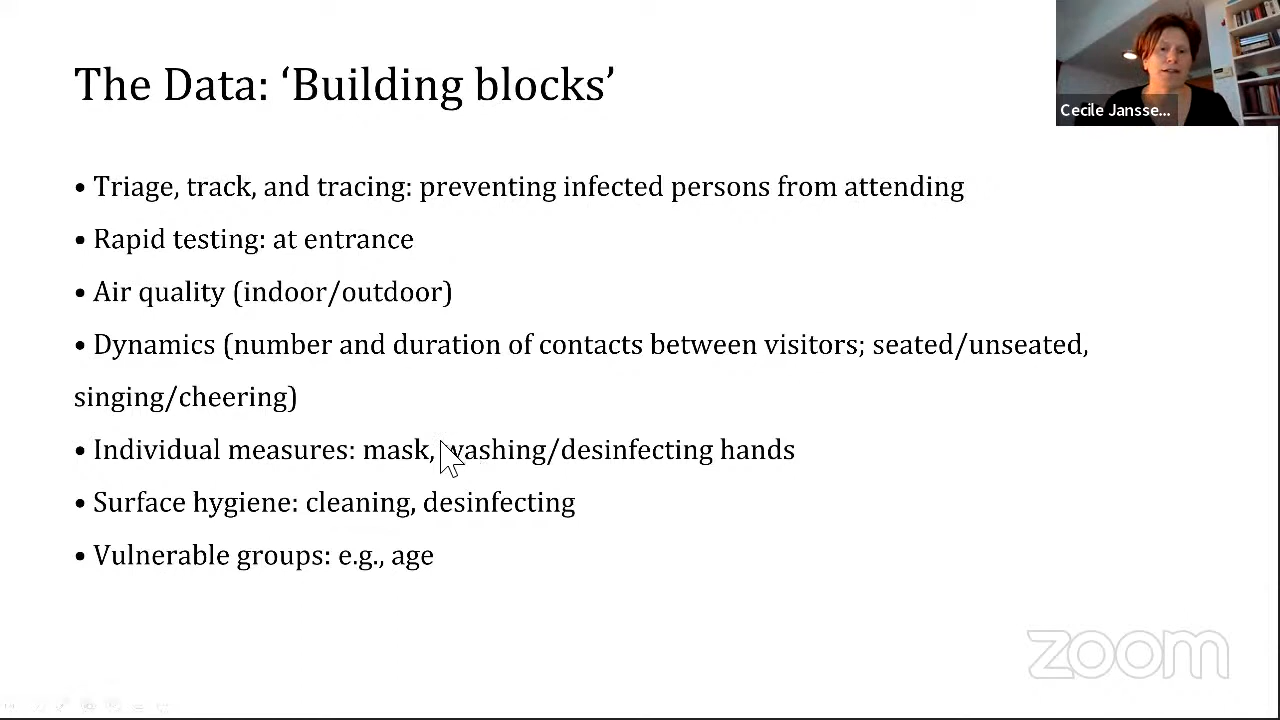 The Data: ‘Building blocks’
Cecile Jansse...
• Triage, track, and tracing: preventing infected persons from attending
• Rapid testing: at entrance
• Air quality (indoor/outdoor)
• Dynamics (number and duration of contacts between visitors; seated/unseated,
singing/cheering)
• Individual measures: mask, washing/desinfecting hands
• Surface hygiene: cleaning, desinfecting
• Vulnerable groups: e.g., age
zoom